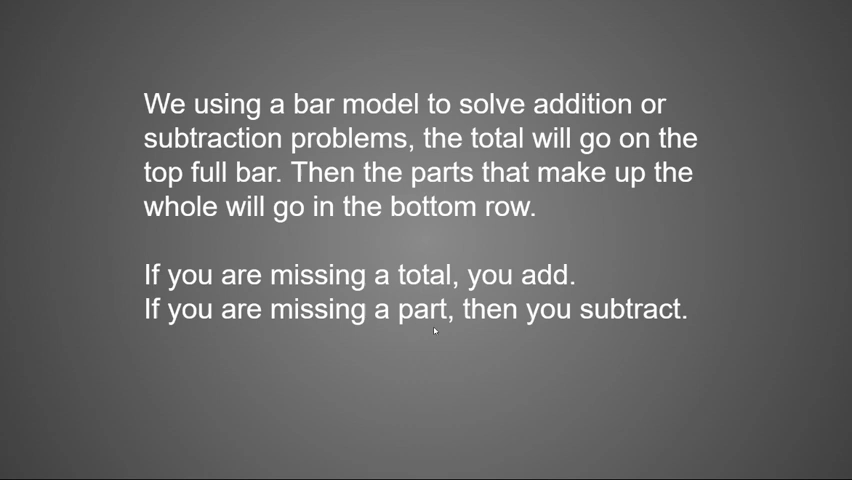 We using a bar model to solve addition or
subtraction problems, the total will go on the
top full bar. Then the parts that make up the
whole will go in the bottom row.
If you are missing a total, you add.
If you are missing a part, then you subtract.